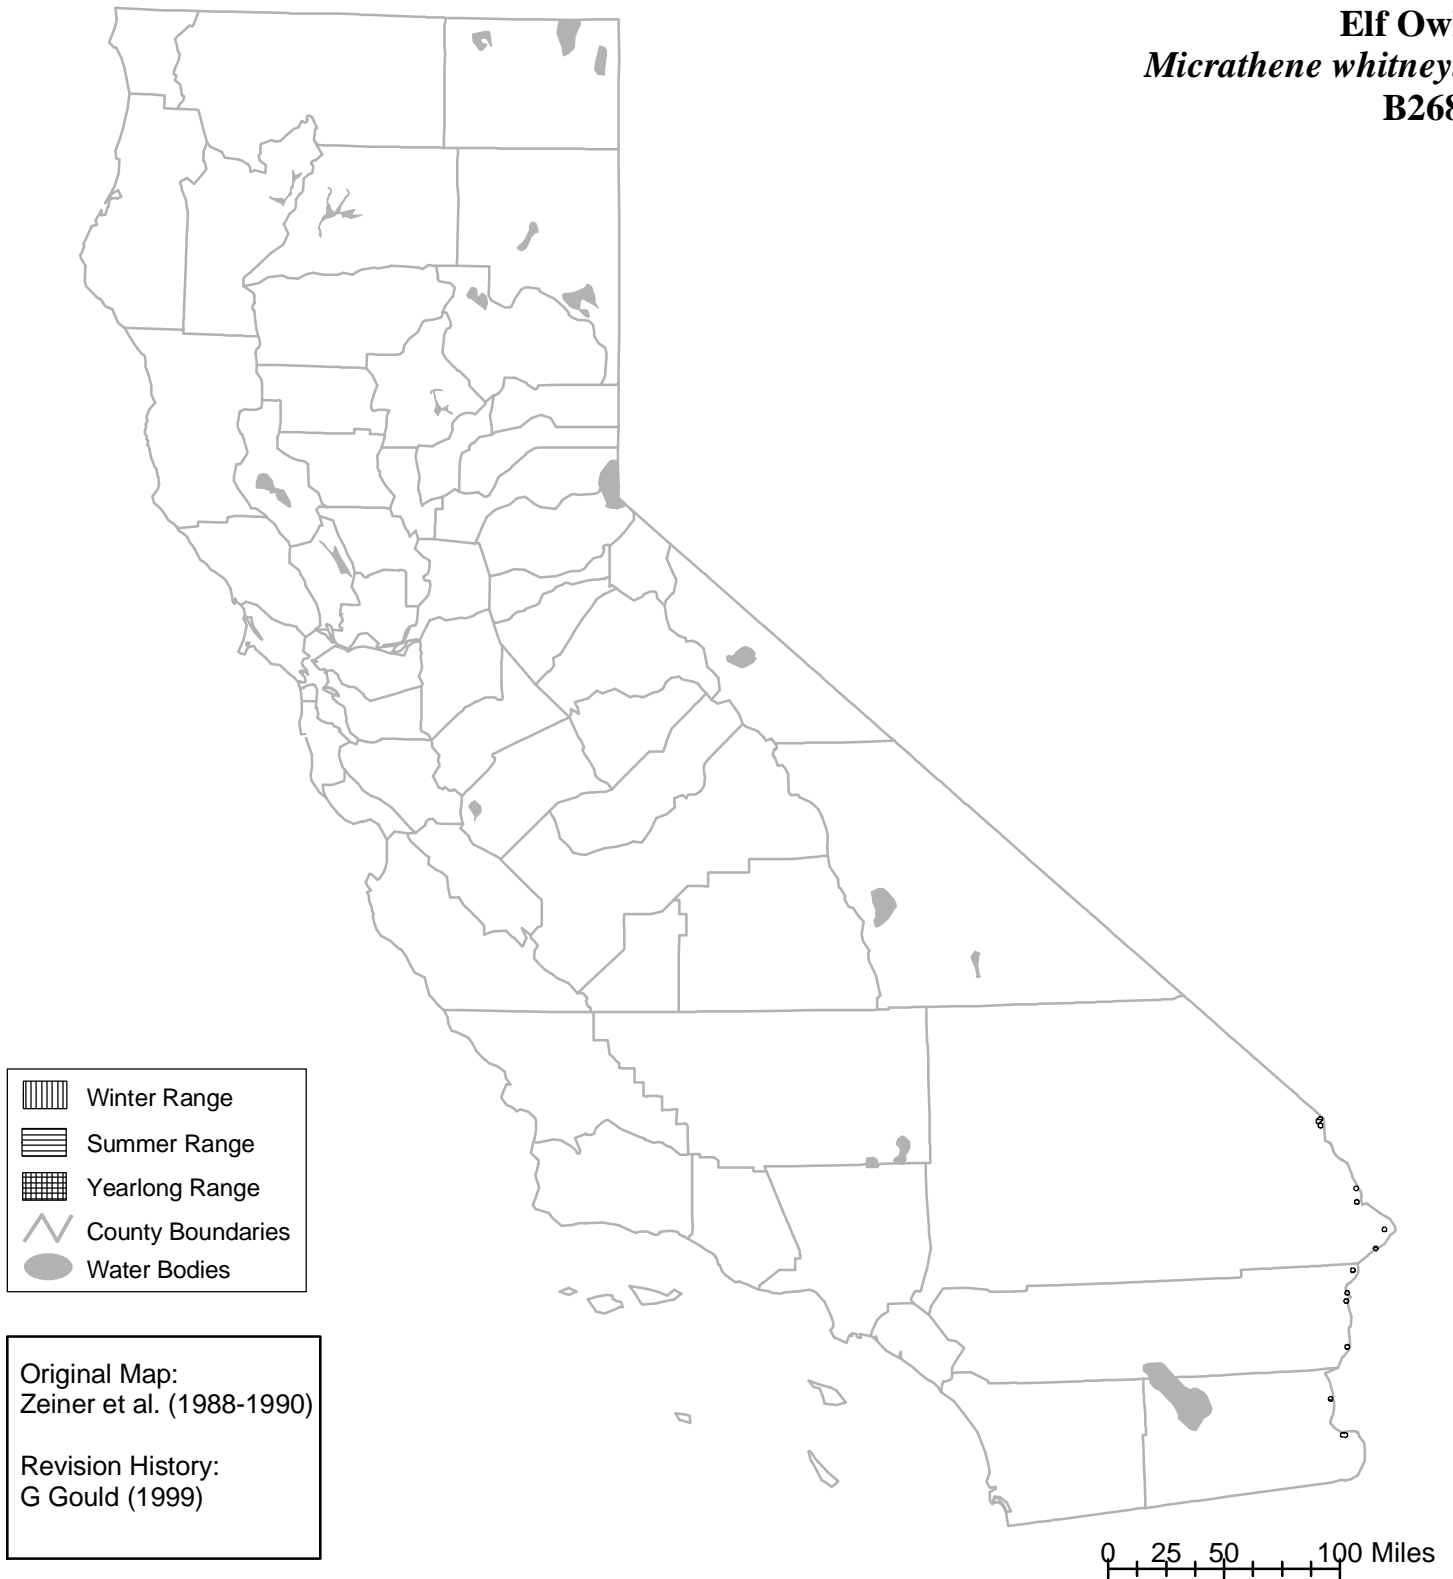 Elf Ow
Micrathene whitney
B268
Winter Range
Summer Range
Yearlong Range
County Boundaries
Water Bodies
Original Map:
Zeiner et al. (1988-1990)
Revision History:
G Gould (1999)
0 25 50 100 Miles